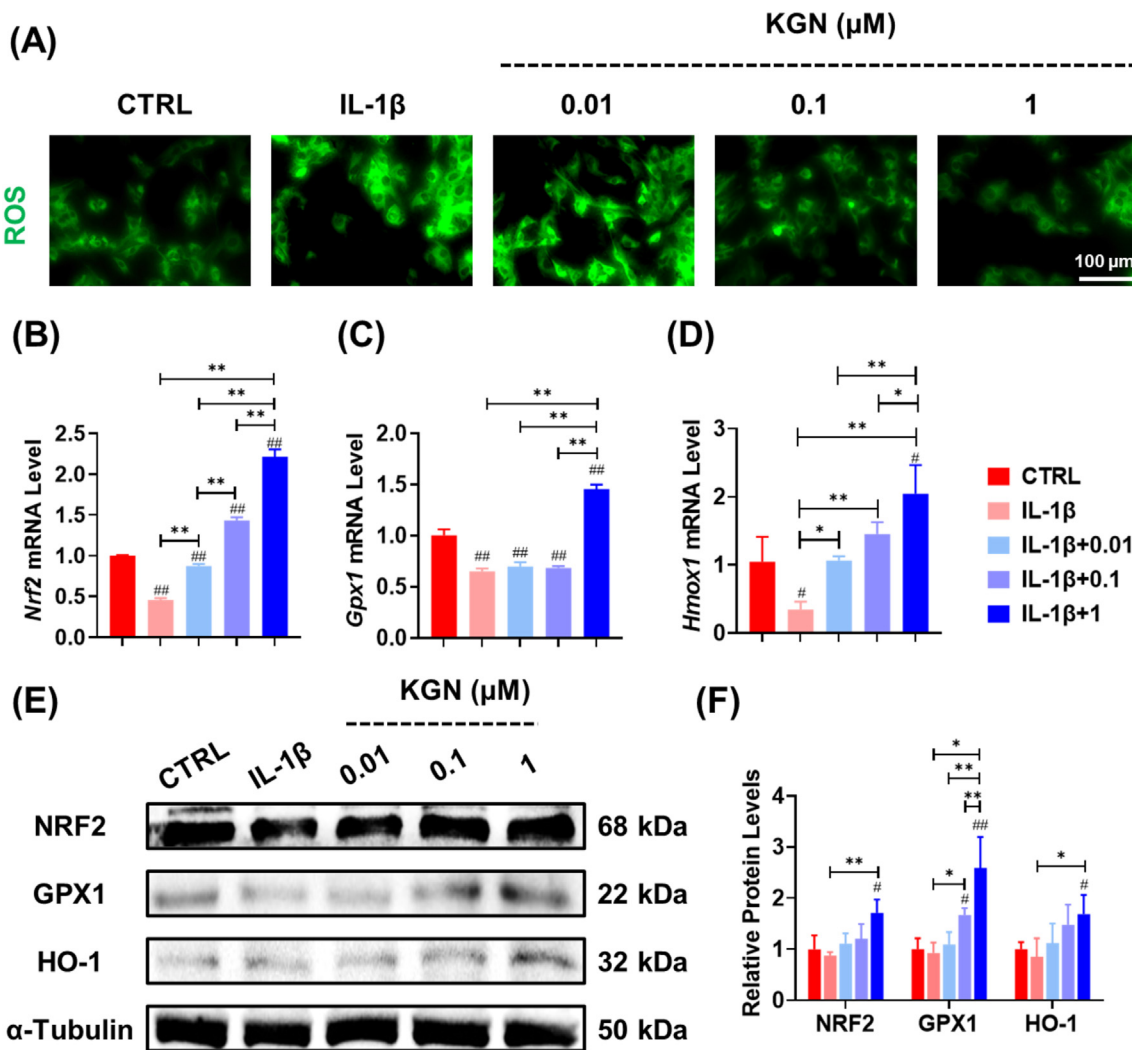 (A)
KGN (μM)
CTRL IL-1β 0.01 0.1 1
ROS
100 μm
(B)
Nrf2 mRNA Level
2.5
2.0
1.5
1.0
0.5
0.0
**
**
**
**
**
##
##
##
##
(C)
Gpx1 mRNA Level
2.0
1.5
1.0
0.5
0.0
**
**
**
##
##
##
##
(D)
Hmox1 mRNA Level
3
2
1
0
**
*
**
**
*
#
#
CTRL
IL-1β
IL-1β+0.01
IL-1β+0.1
IL-1β+1
(E)
KGN (μM)
CTRL IL-1β 0.01 0.1 1
NRF2 68 kDa
GPX1 22 kDa
HO-1 32 kDa
α-Tubulin 50 kDa
(F)
Relative Protein Levels
4
3
2
1
0
**
#
*
**
**
##
*
#
*
#
NRF2 GPX1 HO-1